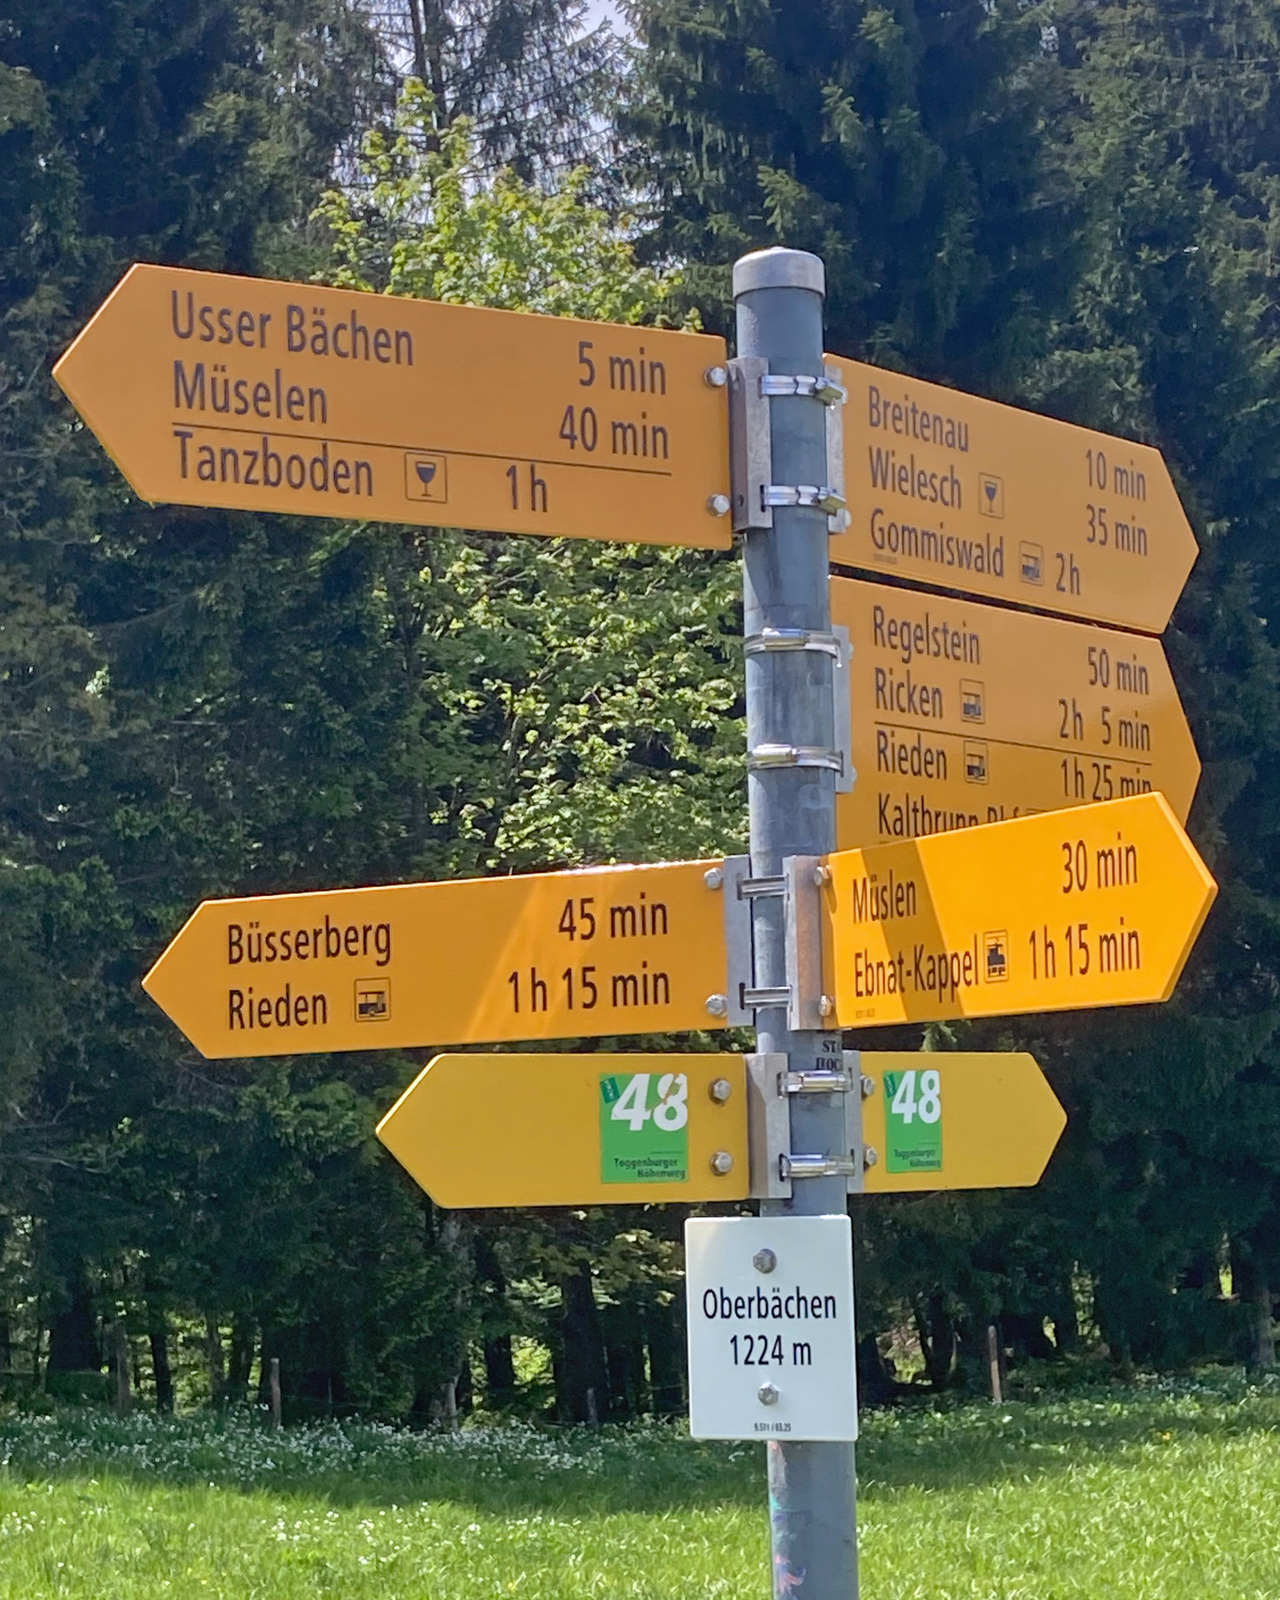 Usser Bächen 5 min
Müselen 40 min
Tanzboden 1 h
Breitenau 10 min
Wielesch 35 min
Gommiswald 2 h
Regelstein 50 min
Ricken 2 h 5 min
Rieden 1 h 25 min
Kaltbrunn
Büsserberg 45 min
Rieden 1 h 15 min
Müslen 30 min
Ebnat-Kappel 1 h 15 min
48
Toggenburger
Höhenweg
48
Toggenburger
Höhenweg
Oberbächen
1224 m